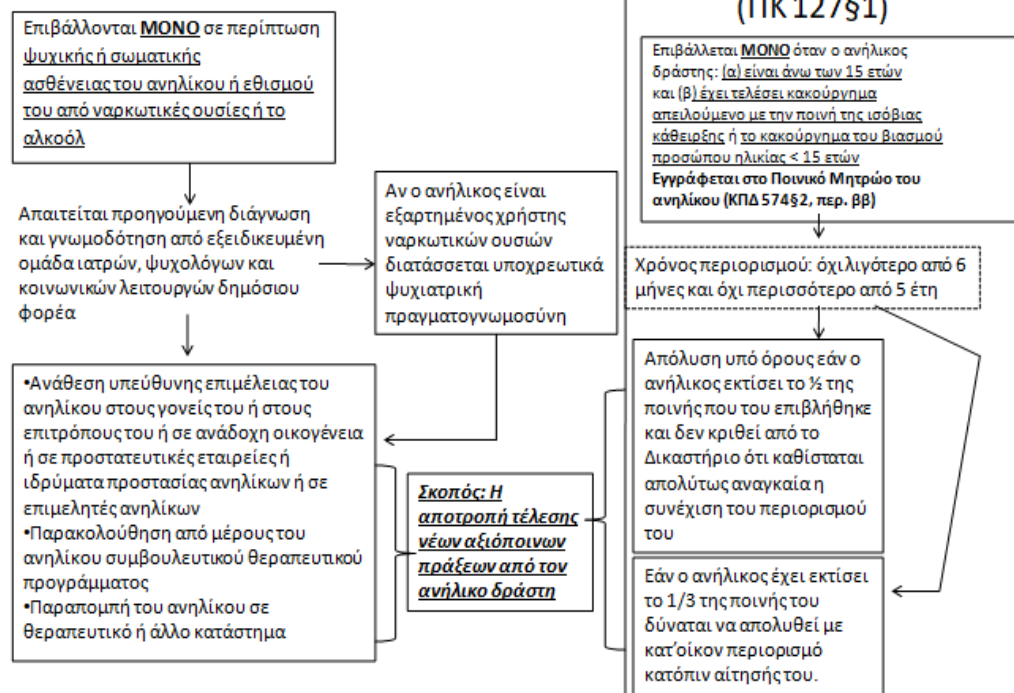 Επιβάλλονται ΜΟΝΟ σε περίπτωση
ψυχικής ή σωματικής
ασθένειας του ανηλίκου ή εθισμού
του από ναρκωτικές ουσίες ή το
αλκοόλ
Απαιτείται προηγούμενη διάγνωση
και γνωμοδότηση από εξειδικευμένη
ομάδα ιατρών, ψυχολόγων και
κοινωνικών λειτουργών δημόσιου
φορέα
Αν ο ανήλικος είναι
εξαρτημένος χρήστης
ναρκωτικών ουσιών
διατάσσεται υποχρεωτικά
ψυχιατρική
πραγματογνωμοσύνη
•Ανάθεση υπεύθυνης επιμέλειας του
ανηλίκου στους γονείς του ή στους
επιτρόπους του ή σε ανάδοχη οικογένεια
ή σε προστατευτικές εταιρείες ή
ιδρύματα προστασίας ανηλίκων ή σε
επιμελητές ανηλίκων
•Παρακολούθηση από μέρους του
ανηλίκου συμβουλευτικού θεραπευτικού
προγράμματος
•Παραπομπή του ανηλίκου σε
θεραπευτικό ή άλλο κατάστημα
Σκοπός: Η
αποτροπή τέλεσης
νέων αξιόποινων
πράξεων από τον
ανήλικο δράστη
(ΠΚ 127§1)
Επιβάλλεται ΜΟΝΟ όταν ο ανήλικος
δράστης: (α) είναι άνω των 15 ετών
και (β) έχει τελέσει κακούργημα
απειλούμενο με την ποινή της ισόβιας
κάθειρξης ή το κακούργημα του βιασμού
προσώπου ηλικίας < 15 ετών
Εγγράφεται στο Ποινικό Μητρώο του
ανηλίκου (ΚΠΔ 574§2, περ. ββ)
Χρόνος περιορισμού: όχι λιγότερο από 6
μήνες και όχι περισσότερο από 5 έτη
Απόλυση υπό όρους εάν ο
ανήλικος εκτίσει το ½ της
ποινής που του επιβλήθηκε
και δεν κριθεί από το
Δικαστήριο ότι καθίσταται
απολύτως αναγκαία η
συνέχιση του περιορισμού
του
Εάν ο ανήλικος έχει εκτίσει
το 1/3 της ποινής του
δύναται να απολυθεί με
κατ'οίκον περιορισμό
κατόπιν αίτησής του.